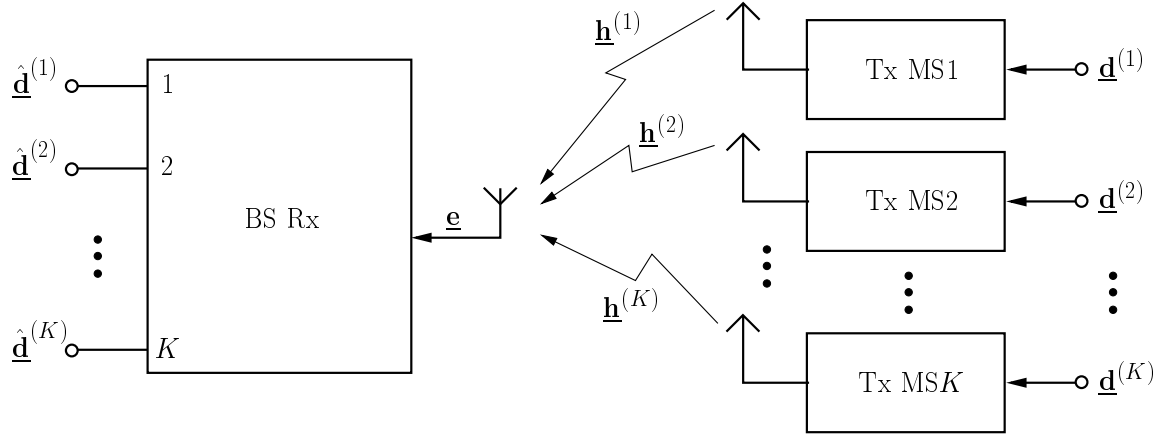 h^(1)
d̂^(1) 1 Tx MS1 d^(1)
h^(2)
d̂^(2) 2 Tx MS2 d^(2)
BS Rx e
h^(K)
d̂^(K) K Tx MSK d^(K)